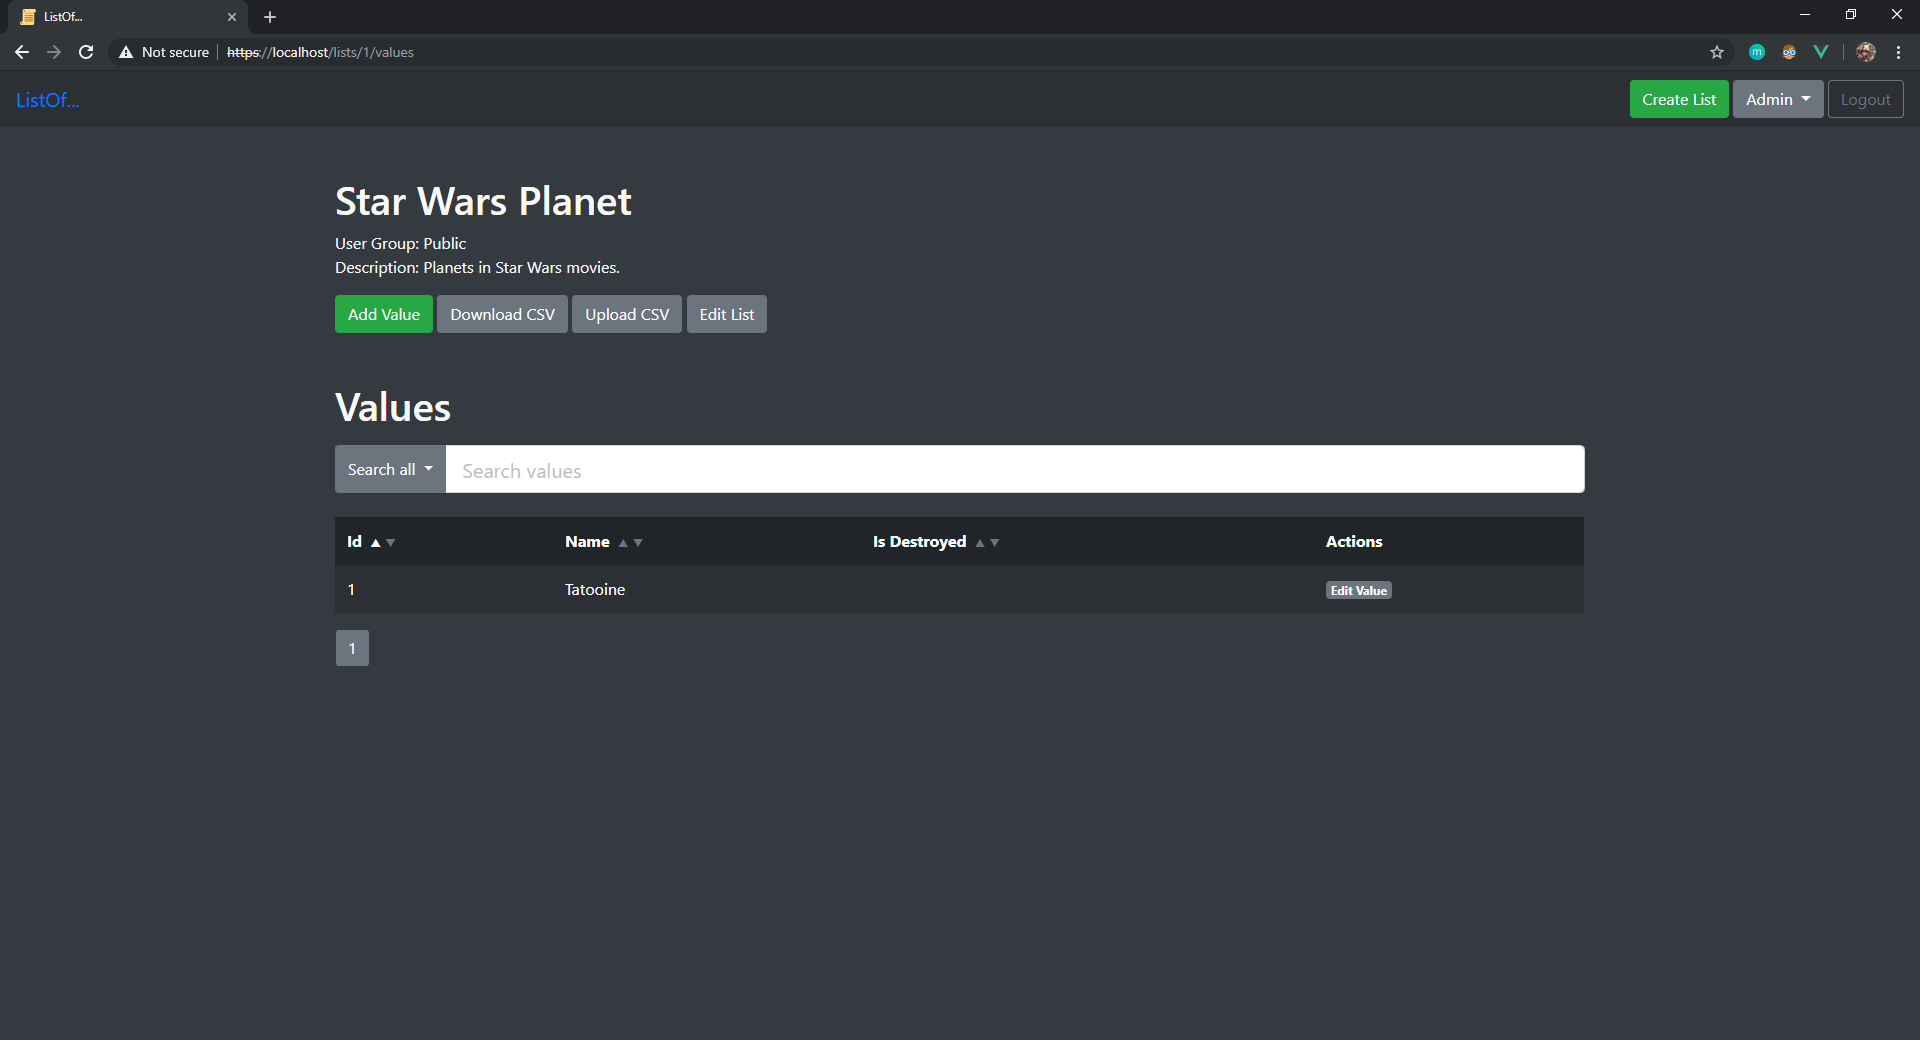 ListOf...
Not secure https://localhost/lists/1/values
m
ListOf...
Create List Admin Logout
Star Wars Planet
User Group: Public
Description: Planets in Star Wars movies.
Add Value Download CSV Upload CSV Edit List
Values
Search all Search values
Id Name Is Destroyed Actions
1 Tatooine Edit Value
1